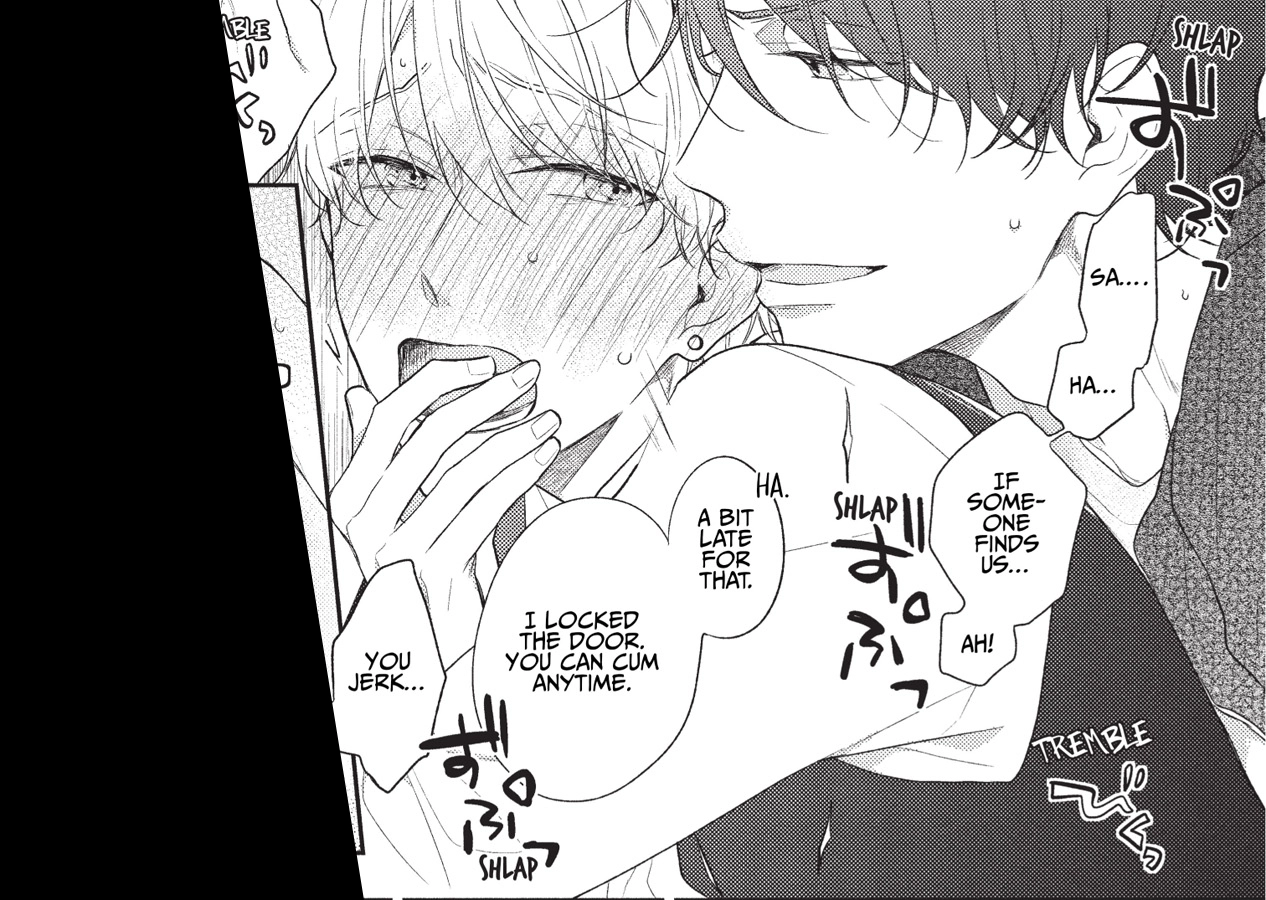 SHLAP
ずぷっ
SA....
HA...
IF
SOME-
ONE
FINDS
US...
AH!
HA.
A BIT
LATE
FOR
THAT.
SHLAP
ずぷっ
I LOCKED
THE DOOR.
YOU CAN CUM
ANYTIME.
YOU
JERK...
TREMBLE
びくっ
ずぷっ
SHLAP